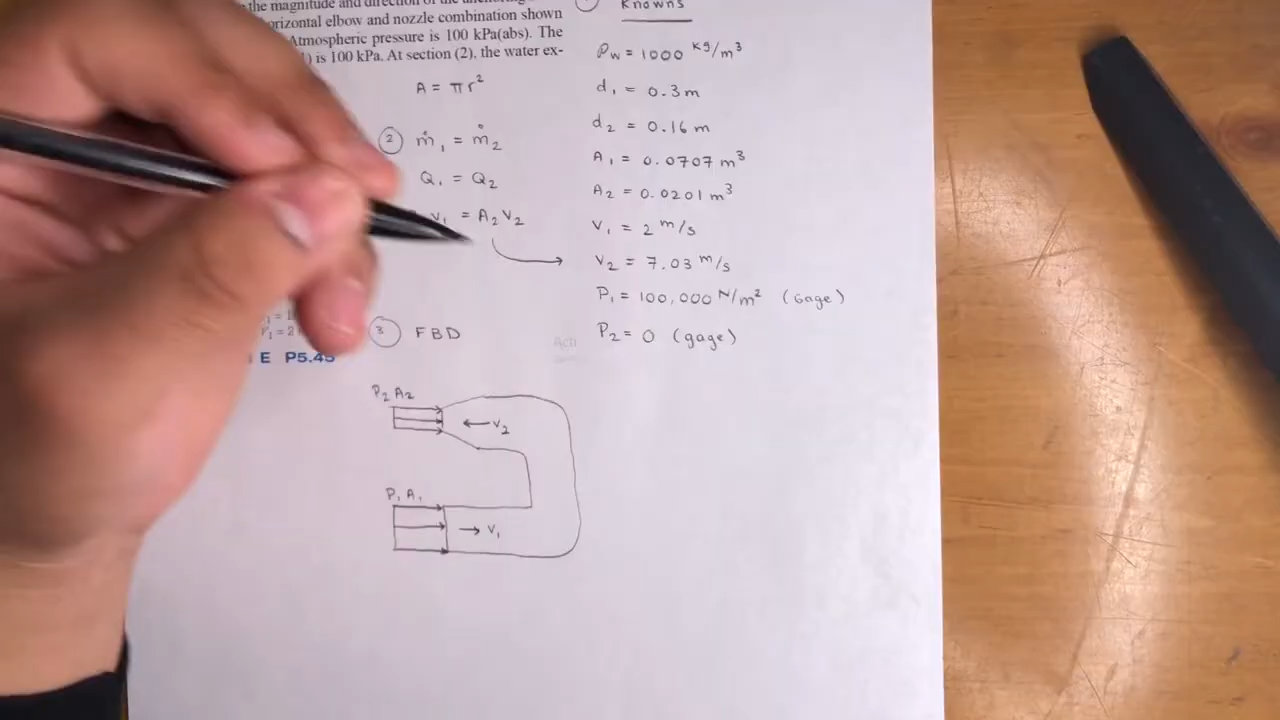 the magnitude and direction of the anchoring
orizontal elbow and nozzle combination shown
Atmospheric pressure is 100 kPa(abs). The
) is 100 kPa. At section (2), the water ex-
A = πr²
② ṁ₁ = ṁ₂
Q₁ = Q₂
V₁ = A₂V₂
③ FBD
E P5.45
Knowns
ρw = 1000 kg/m³
d₁ = 0.3 m
d₂ = 0.16 m
A₁ = 0.0707 m³
A₂ = 0.0201 m³
V₁ = 2 m/s
V₂ = 7.03 m/s
P₁ = 100,000 N/m² (Gage)
P₂ = 0 (gage)
P₂ A₂
← V₂
P₁ A₁
→ V₁